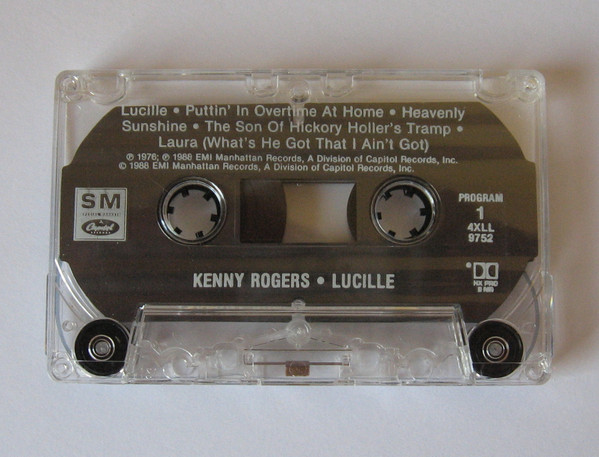 Lucille • Puttin' In Overtime At Home • Heavenly
Sunshine • The Son Of Hickory Holler's Tramp •
Laura (What's He Got That I Ain't Got)
℗ 1976; ℗ 1988 EMI Manhattan Records, A Division of Capitol Records, Inc.
© 1988 EMI Manhattan Records, A Division of Capitol Records, Inc.
SM
Capitol
PROGRAM
1
4XLL
9752
KENNY ROGERS • LUCILLE
HX PRO
B NR